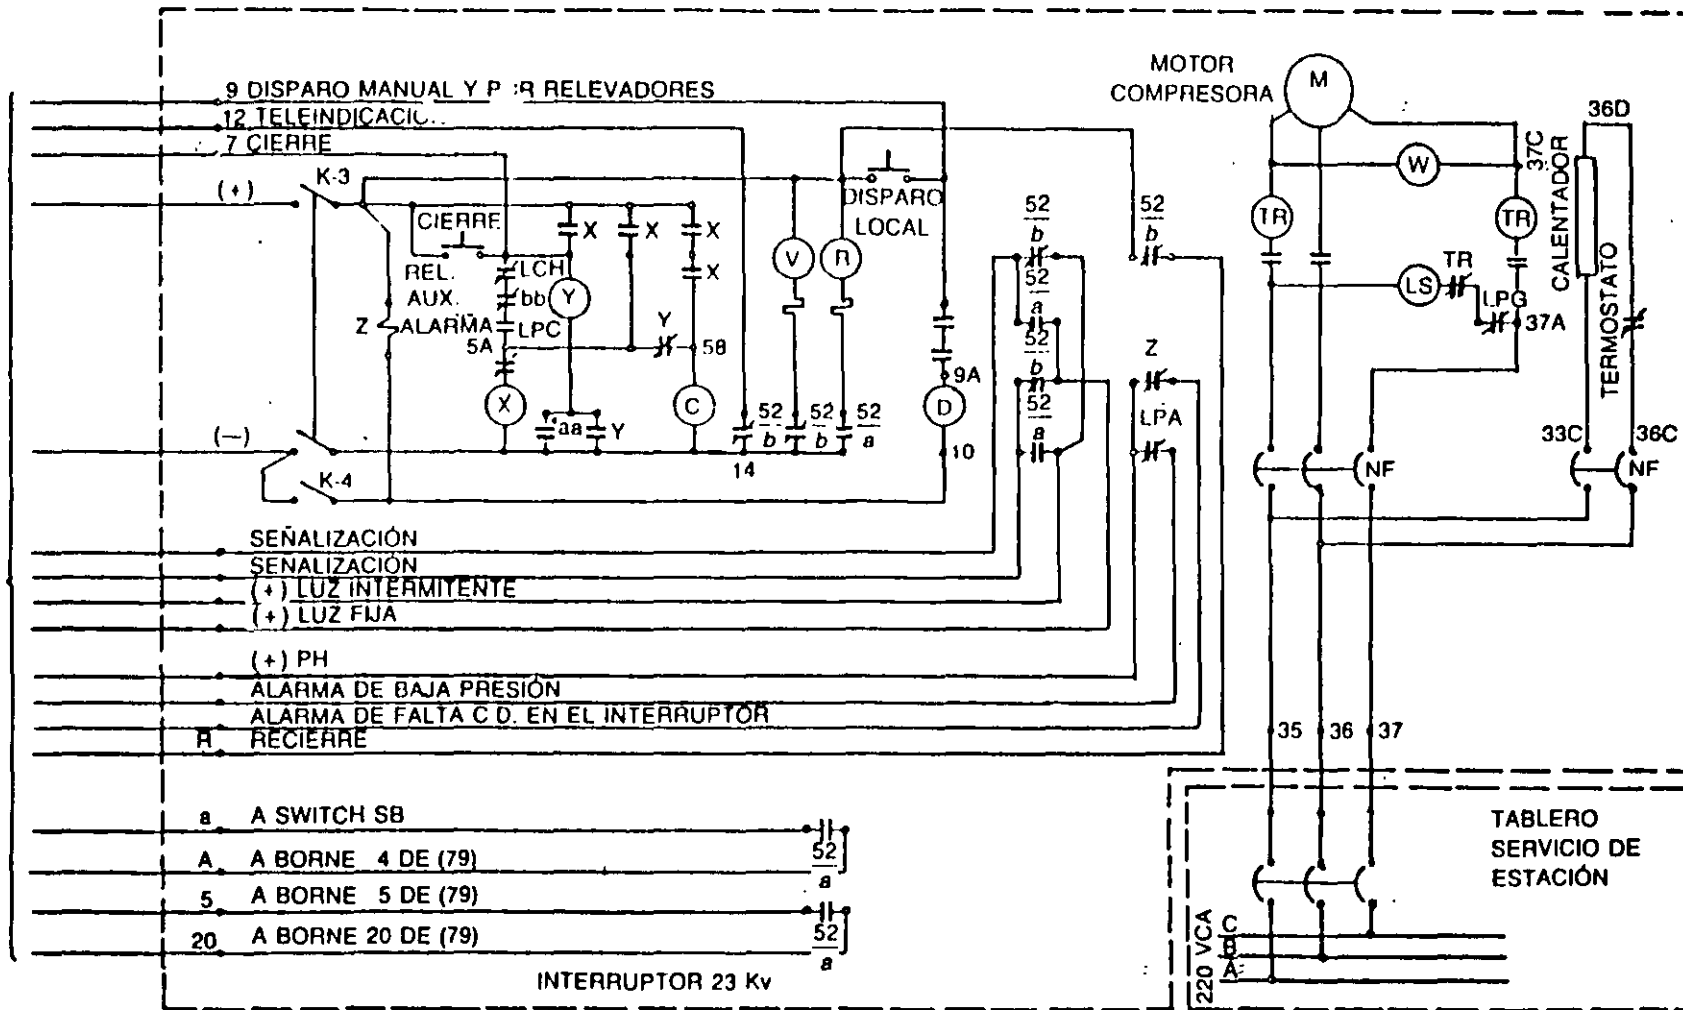 9 DISPARO MANUAL Y P R RELEVADORES
12 TELEINDICACIC
7 CIERRE
(+)
K-3
CIERRE
X
X
X
X
REL.
AUX.
ALARMA
Z
LCH
bb
LPC
5A
Y
Y
5B
X
C
aa
Y
(—)
K-4
V
R
DISPARO
LOCAL
9A
D
10
52
b
52
b
52
a
14
52
b
52
a
52
b
52
a
52
b
Z
LPA
MOTOR
COMPRESORA
M
W
TR
TR
LS
TR
LPG
37A
37C
CALENTADOR
36D
TERMOSTATO
33C
36C
NF
NF
SEÑALIZACIÓN
SENALIZACIÓN
(+) LUZ INTERMITENTE
(+) LUZ FIJA
(+) PH
ALARMA DE BAJA PRESIÓN
ALARMA DE FALTA C D. EN EL INTERRUPTOR
R RECIERRE
35
36
37
a A SWITCH SB
52
a
A A BORNE 4 DE (79)
5 A BORNE 5 DE (79)
52
a
20 A BORNE 20 DE (79)
INTERRUPTOR 23 Kv
TABLERO
SERVICIO DE
ESTACIÓN
220 VCA
C
B
A